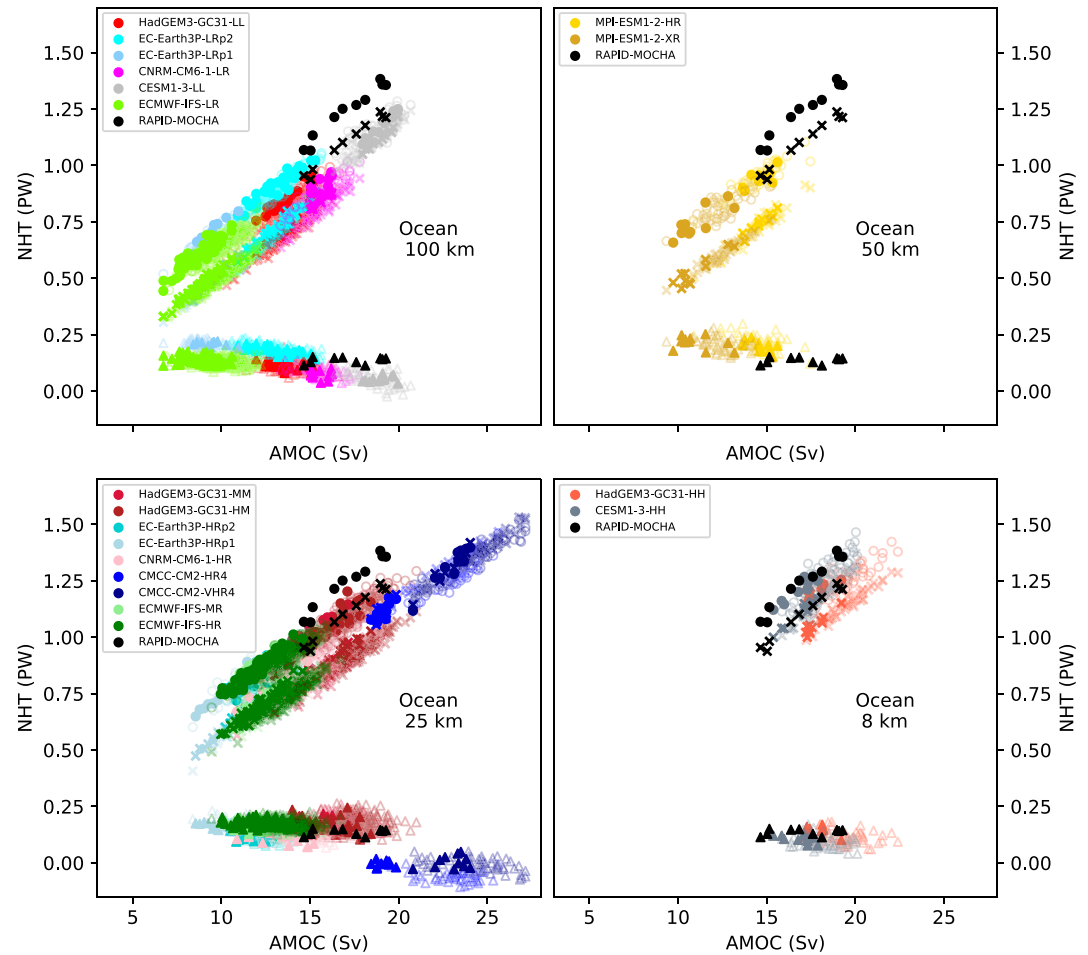 HadGEM3-GC31-LL
EC-Earth3P-LRp2
EC-Earth3P-LRp1
CNRM-CM6-1-LR
CESM1-3-LL
ECMWF-IFS-LR
RAPID-MOCHA
1.50
1.25
1.00
0.75
0.50
0.25
0.00
NHT (PW)
Ocean
100 km
AMOC (Sv)
MPI-ESM1-2-HR
MPI-ESM1-2-XR
RAPID-MOCHA
1.50
1.25
1.00
0.75
0.50
0.25
0.00
NHT (PW)
Ocean
50 km
AMOC (Sv)
HadGEM3-GC31-MM
HadGEM3-GC31-HM
EC-Earth3P-HRp2
EC-Earth3P-HRp1
CNRM-CM6-1-HR
CMCC-CM2-HR4
CMCC-CM2-VHR4
ECMWF-IFS-MR
ECMWF-IFS-HR
RAPID-MOCHA
1.50
1.25
1.00
0.75
0.50
0.25
0.00
NHT (PW)
Ocean
25 km
5 10 15 20 25
AMOC (Sv)
HadGEM3-GC31-HH
CESM1-3-HH
RAPID-MOCHA
1.50
1.25
1.00
0.75
0.50
0.25
0.00
NHT (PW)
Ocean
8 km
5 10 15 20 25
AMOC (Sv)